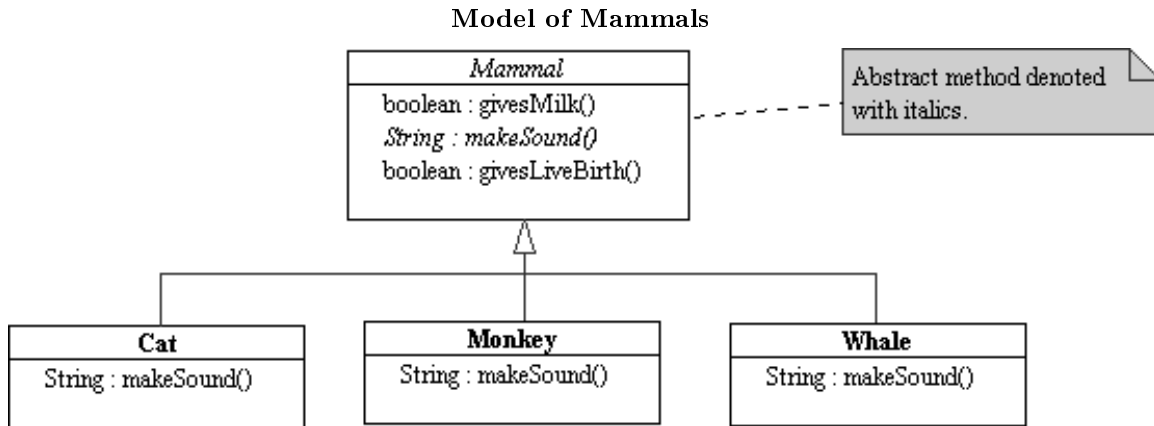 Model of Mammals
Mammal
boolean : givesMilk()
String : makeSound()
boolean : givesLiveBirth()
Abstract method denoted
with italics.
Cat
String : makeSound()
Monkey
String : makeSound()
Whale
String : makeSound()